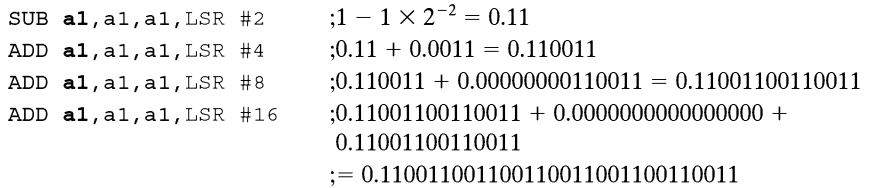 SUB a1,a1,a1,LSR #2 ;1 − 1 × 2⁻² = 0.11
ADD a1,a1,a1,LSR #4 ;0.11 + 0.0011 = 0.110011
ADD a1,a1,a1,LSR #8 ;0.110011 + 0.00000000110011 = 0.11001100110011
ADD a1,a1,a1,LSR #16 ;0.11001100110011 + 0.0000000000000000 +
0.11001100110011
;= 0.110011001100110011001100110011